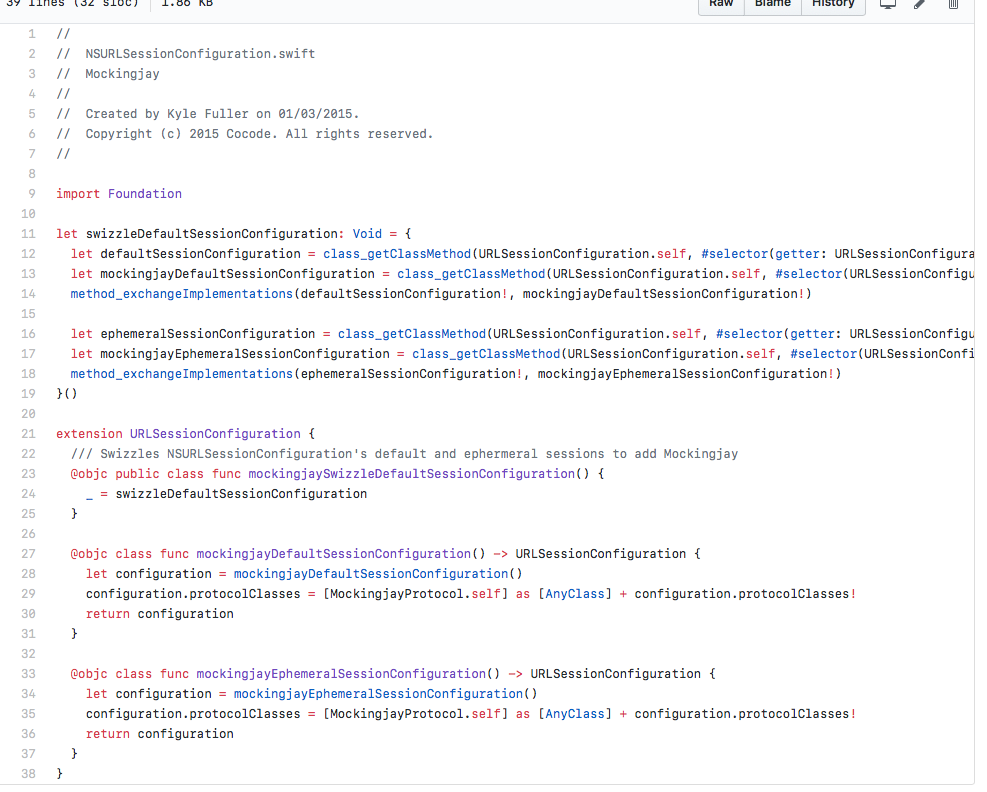 39 lines (32 sloc) 1.86 KB Raw Blame History
1 //
2 //  NSURLSessionConfiguration.swift
3 //  Mockingjay
4 //
5 //  Created by Kyle Fuller on 01/03/2015.
6 //  Copyright (c) 2015 Cocode. All rights reserved.
7 //
8
9 import Foundation
10
11 let swizzleDefaultSessionConfiguration: Void = {
12   let defaultSessionConfiguration = class_getClassMethod(URLSessionConfiguration.self, #selector(getter: URLSessionConfigura
13   let mockingjayDefaultSessionConfiguration = class_getClassMethod(URLSessionConfiguration.self, #selector(URLSessionConfigu
14   method_exchangeImplementations(defaultSessionConfiguration!, mockingjayDefaultSessionConfiguration!)
15
16   let ephemeralSessionConfiguration = class_getClassMethod(URLSessionConfiguration.self, #selector(getter: URLSessionConfigu
17   let mockingjayEphemeralSessionConfiguration = class_getClassMethod(URLSessionConfiguration.self, #selector(URLSessionConfi
18   method_exchangeImplementations(ephemeralSessionConfiguration!, mockingjayEphemeralSessionConfiguration!)
19 }()
20
21 extension URLSessionConfiguration {
22   /// Swizzles NSURLSessionConfiguration's default and ephermeral sessions to add Mockingjay
23   @objc public class func mockingjaySwizzleDefaultSessionConfiguration() {
24     _ = swizzleDefaultSessionConfiguration
25   }
26
27   @objc class func mockingjayDefaultSessionConfiguration() -> URLSessionConfiguration {
28     let configuration = mockingjayDefaultSessionConfiguration()
29     configuration.protocolClasses = [MockingjayProtocol.self] as [AnyClass] + configuration.protocolClasses!
30     return configuration
31   }
32
33   @objc class func mockingjayEphemeralSessionConfiguration() -> URLSessionConfiguration {
34     let configuration = mockingjayEphemeralSessionConfiguration()
35     configuration.protocolClasses = [MockingjayProtocol.self] as [AnyClass] + configuration.protocolClasses!
36     return configuration
37   }
38 }